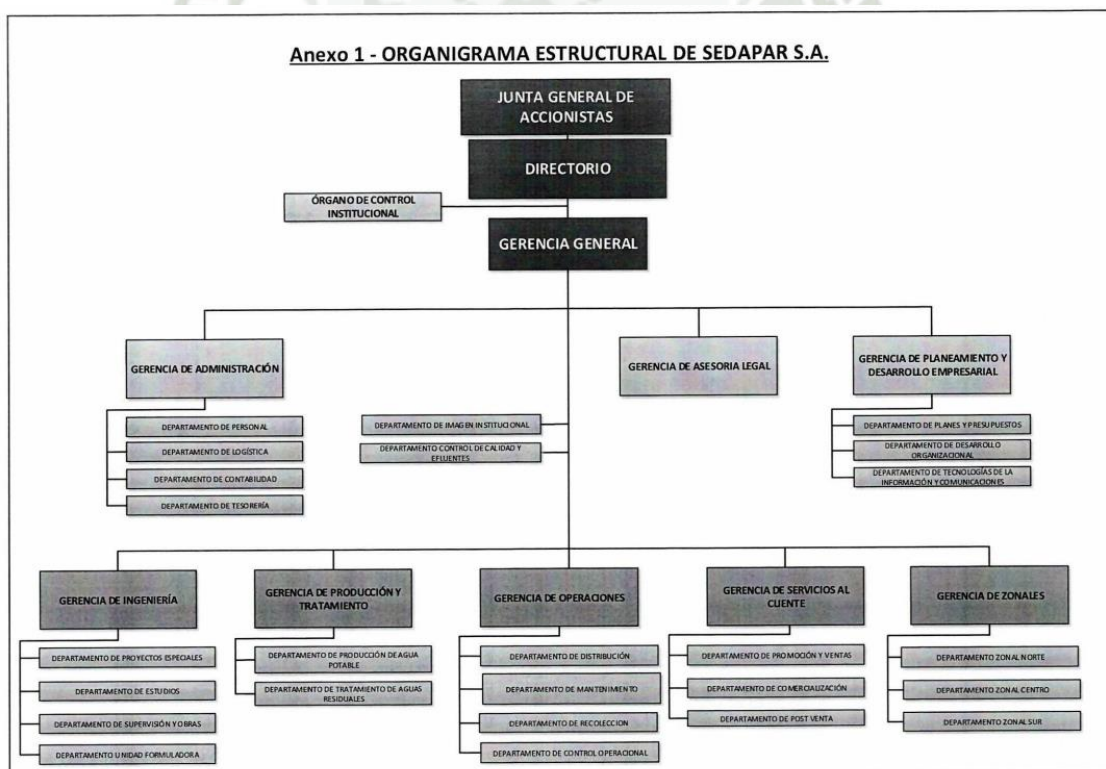 Anexo 1 - ORGANIGRAMA ESTRUCTURAL DE SEDAPAR S.A.
JUNTA GENERAL DE
ACCIONISTAS
DIRECTORIO
ÓRGANO DE CONTROL
INSTITUCIONAL
GERENCIA GENERAL
GERENCIA DE ADMINISTRACIÓN
DEPARTAMENTO DE PERSONAL
DEPARTAMENTO DE LOGÍSTICA
DEPARTAMENTO DE CONTABILIDAD
DEPARTAMENTO DE TESORERÍA
DEPARTAMENTO DE IMAGEN INSTITUCIONAL
DEPARTAMENTO CONTROL DE CALIDAD Y
EFLUENTES
GERENCIA DE ASESORIA LEGAL
GERENCIA DE PLANEAMIENTO Y
DESARROLLO EMPRESARIAL
DEPARTAMENTO DE PLANES Y PRESUPUESTOS
DEPARTAMENTO DE DESARROLLO
ORGANIZACIONAL
DEPARTAMENTO DE TECNOLOGÍAS DE LA
INFORMACIÓN Y COMUNICACIONES
GERENCIA DE INGENIERÍA
DEPARTAMENTO DE PROYECTOS ESPECIALES
DEPARTAMENTO DE ESTUDIOS
DEPARTAMENTO DE SUPERVISIÓN Y OBRAS
DEPARTAMENTO UNIDAD FORMULADORA
GERENCIA DE PRODUCCIÓN Y
TRATAMIENTO
DEPARTAMENTO DE PRODUCCIÓN DE AGUA
POTABLE
DEPARTAMENTO DE TRATAMIENTO DE AGUAS
RESIDUALES
GERENCIA DE OPERACIONES
DEPARTAMENTO DE DISTRIBUCIÓN
DEPARTAMENTO DE MANTENIMIENTO
DEPARTAMENTO DE RECOLECCION
DEPARTAMENTO DE CONTROL OPERACIONAL
GERENCIA DE SERVICIOS AL
CLIENTE
DEPARTAMENTO DE PROMOCIÓN Y VENTAS
DEPARTAMENTO DE COMERCIALIZACIÓN
DEPARTAMENTO DE POST VENTA
GERENCIA DE ZONALES
DEPARTAMENTO ZONAL NORTE
DEPARTAMENTO ZONAL CENTRO
DEPARTAMENTO ZONAL SUR